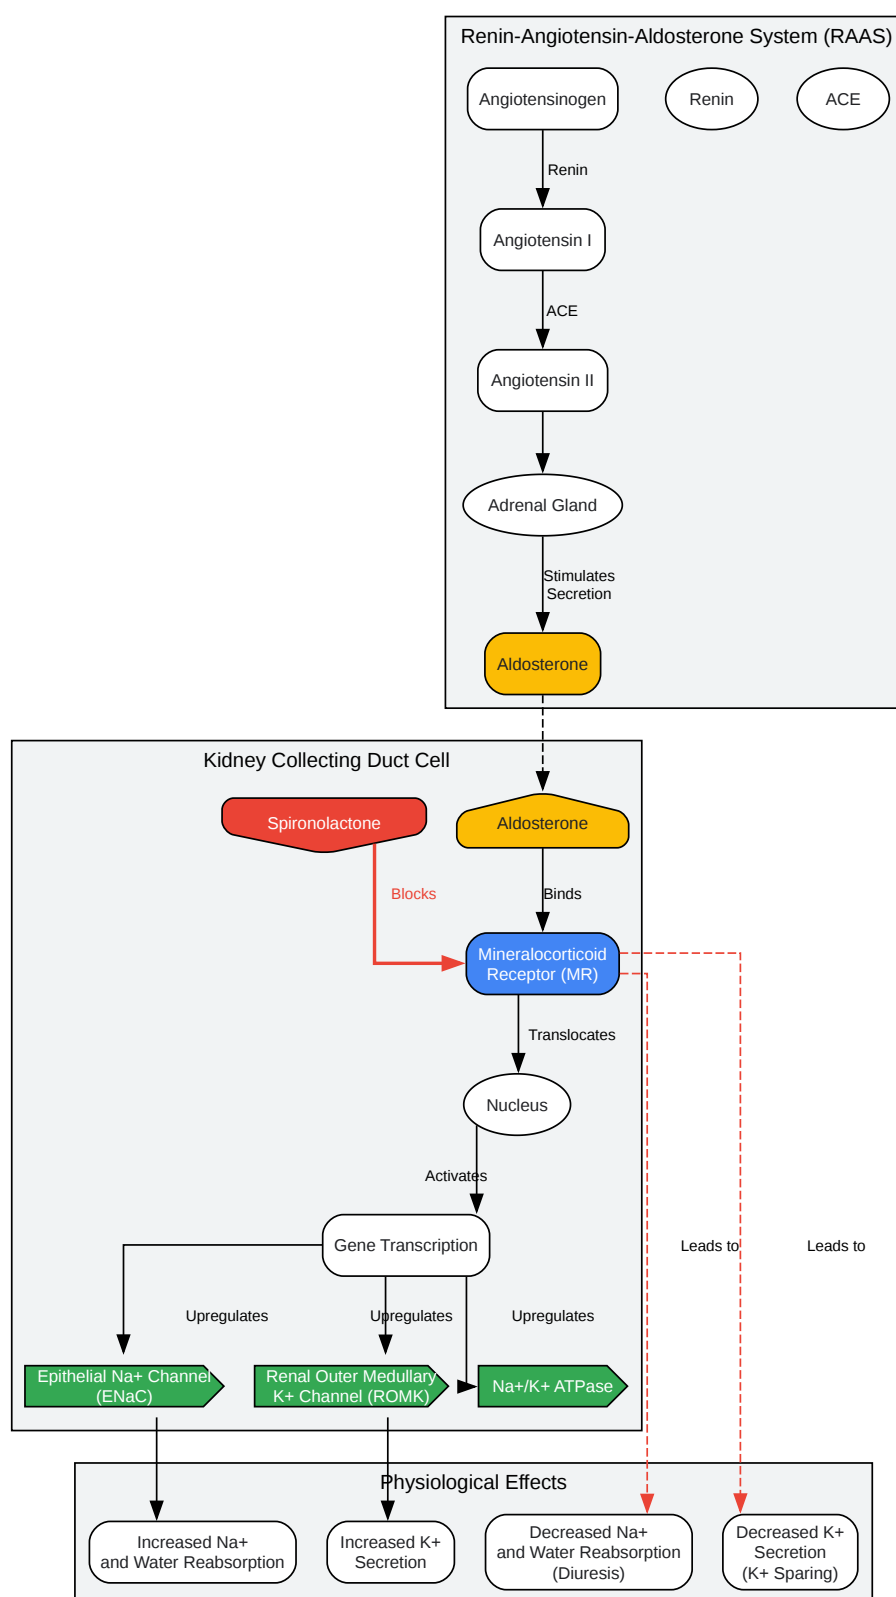 Renin-Angiotensin-Aldosterone System (RAAS)
Angiotensinogen
Renin
ACE
Renin
Angiotensin I
ACE
Angiotensin II
Adrenal Gland
Stimulates
Secretion
Aldosterone
Kidney Collecting Duct Cell
Spironolactone
Aldosterone
Blocks
Binds
Mineralocorticoid
Receptor (MR)
Translocates
Nucleus
Activates
Gene Transcription
Leads to
Leads to
Upregulates
Upregulates
Upregulates
Epithelial Na+ Channel
(ENaC)
Renal Outer Medullary
K+ Channel (ROMK)
Na+/K+ ATPase
Physiological Effects
Increased Na+
and Water Reabsorption
Increased K+
Secretion
Decreased Na+
and Water Reabsorption
(Diuresis)
Decreased K+
Secretion
(K+ Sparing)